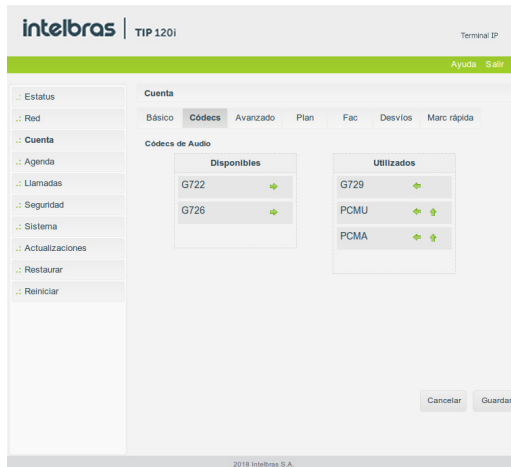 intelbras TIP 120i
Terminal IP
Ayuda Salir
.: Estatus
.: Red
.: Cuenta
.: Agenda
.: Llamadas
.: Seguridad
.: Sistema
.: Actualizaciones
.: Restaurar
.: Reiniciar
Cuenta
Básico Códecs Avanzado Plan Fac Desvíos Marc rápida
Códecs de Audio
Disponibles
G722
G726
Utilizados
G729
PCMU
PCMA
Cancelar Guardar
2018 Intelbras S.A.